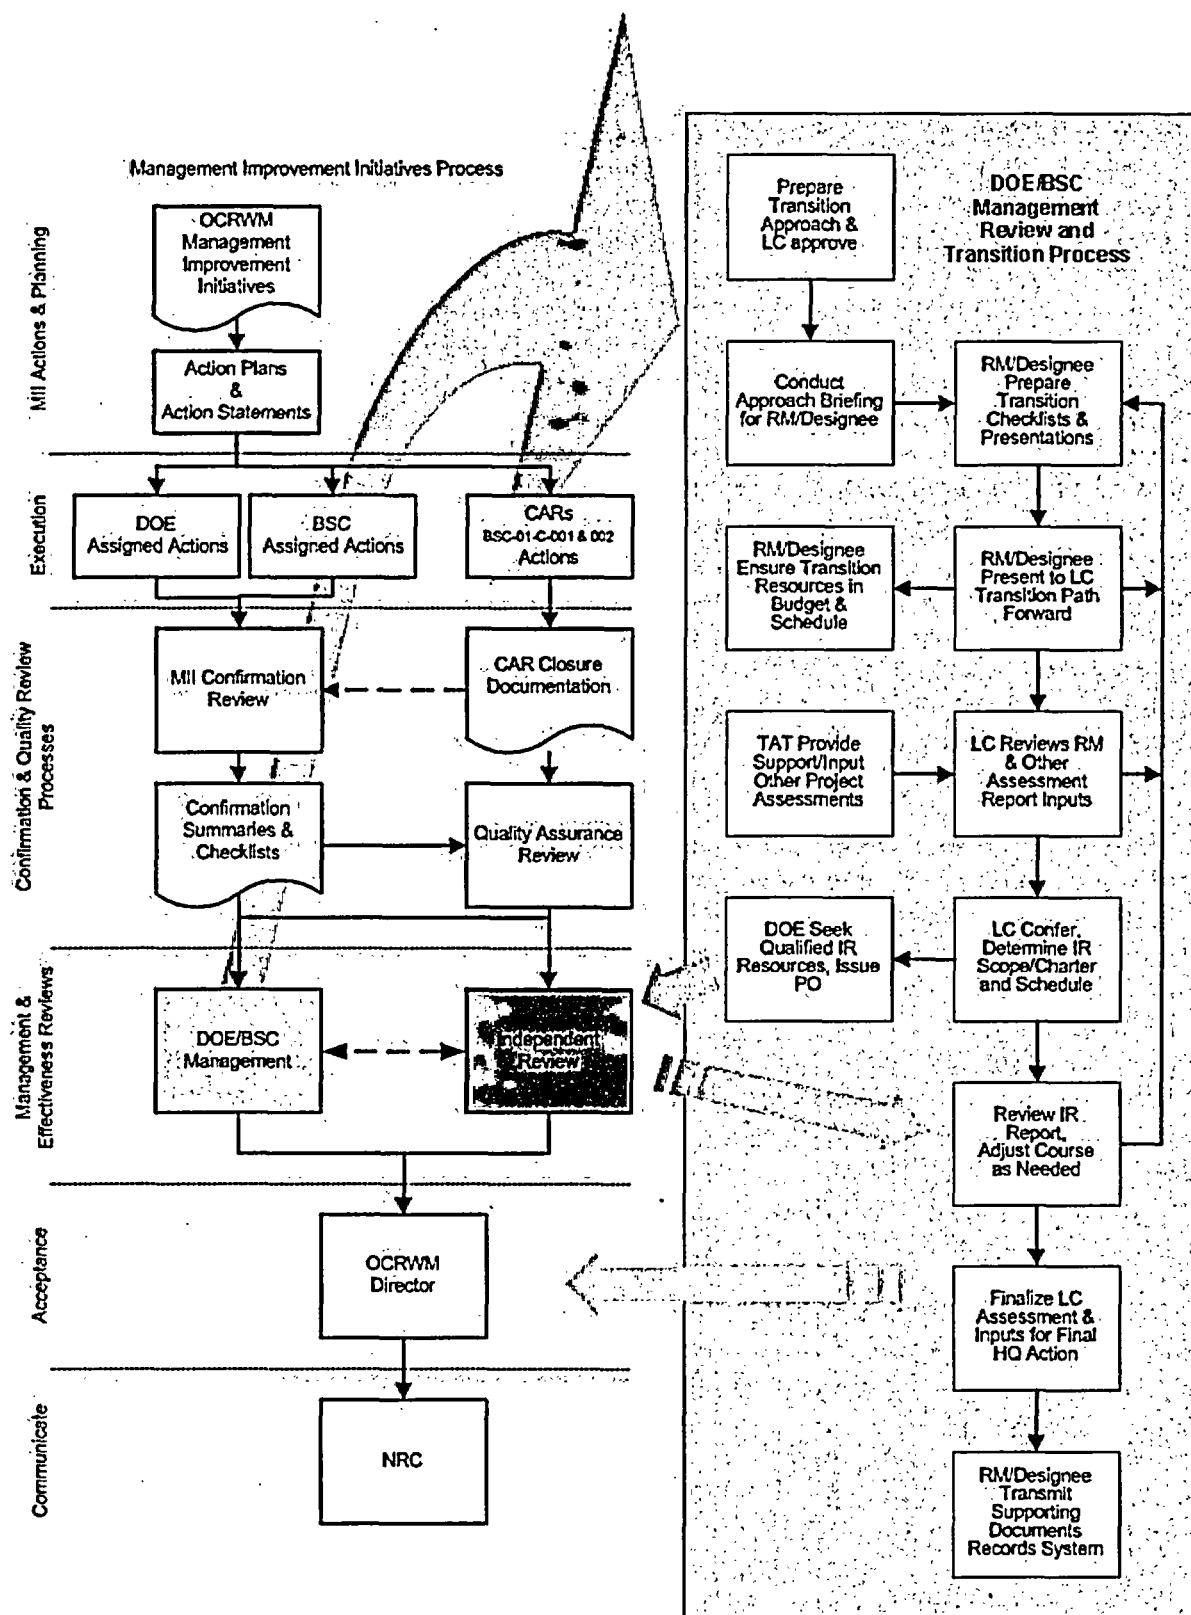 Management Improvement Initiatives Process
MII Actions & Planning
OCRWM
Management
Improvement
Initiatives
Action Plans
&
Action Statements
Execution
DOE
Assigned Actions
BSC
Assigned Actions
CARs
BSC-01-C-001 & 002
Actions
Confirmation & Quality Review
Processes
MII Confirmation
Review
CAR Closure
Documentation
Confirmation
Summaries &
Checklists
Quality Assurance
Review
Management &
Effectiveness Reviews
DOE/BSC
Management
Independent
Review
Acceptance
OCRWM
Director
Communicate
NRC
DOE/BSC
Management
Review and
Transition Process
Prepare
Transition
Approach &
LC approve
Conduct
Approach Briefing
for RM/Designee
RM/Designee
Prepare
Transition
Checklists &
Presentations
RM/Designee
Ensure Transition
Resources in
Budget &
Schedule
RM/Designee
Present to LC
Transition Path
Forward
TAT Provide
Support/Input
Other Project
Assessments
LC Reviews RM
& Other
Assessment
Report Inputs
DOE Seek
Qualified IR
Resources, Issue
PO
LC Confer,
Determine IR
Scope/Charter
and Schedule
Review IR
Report,
Adjust Course
as Needed
Finalize LC
Assessment &
Inputs for Final
HQ Action
RM/Designee
Transmit
Supporting
Documents
Records System